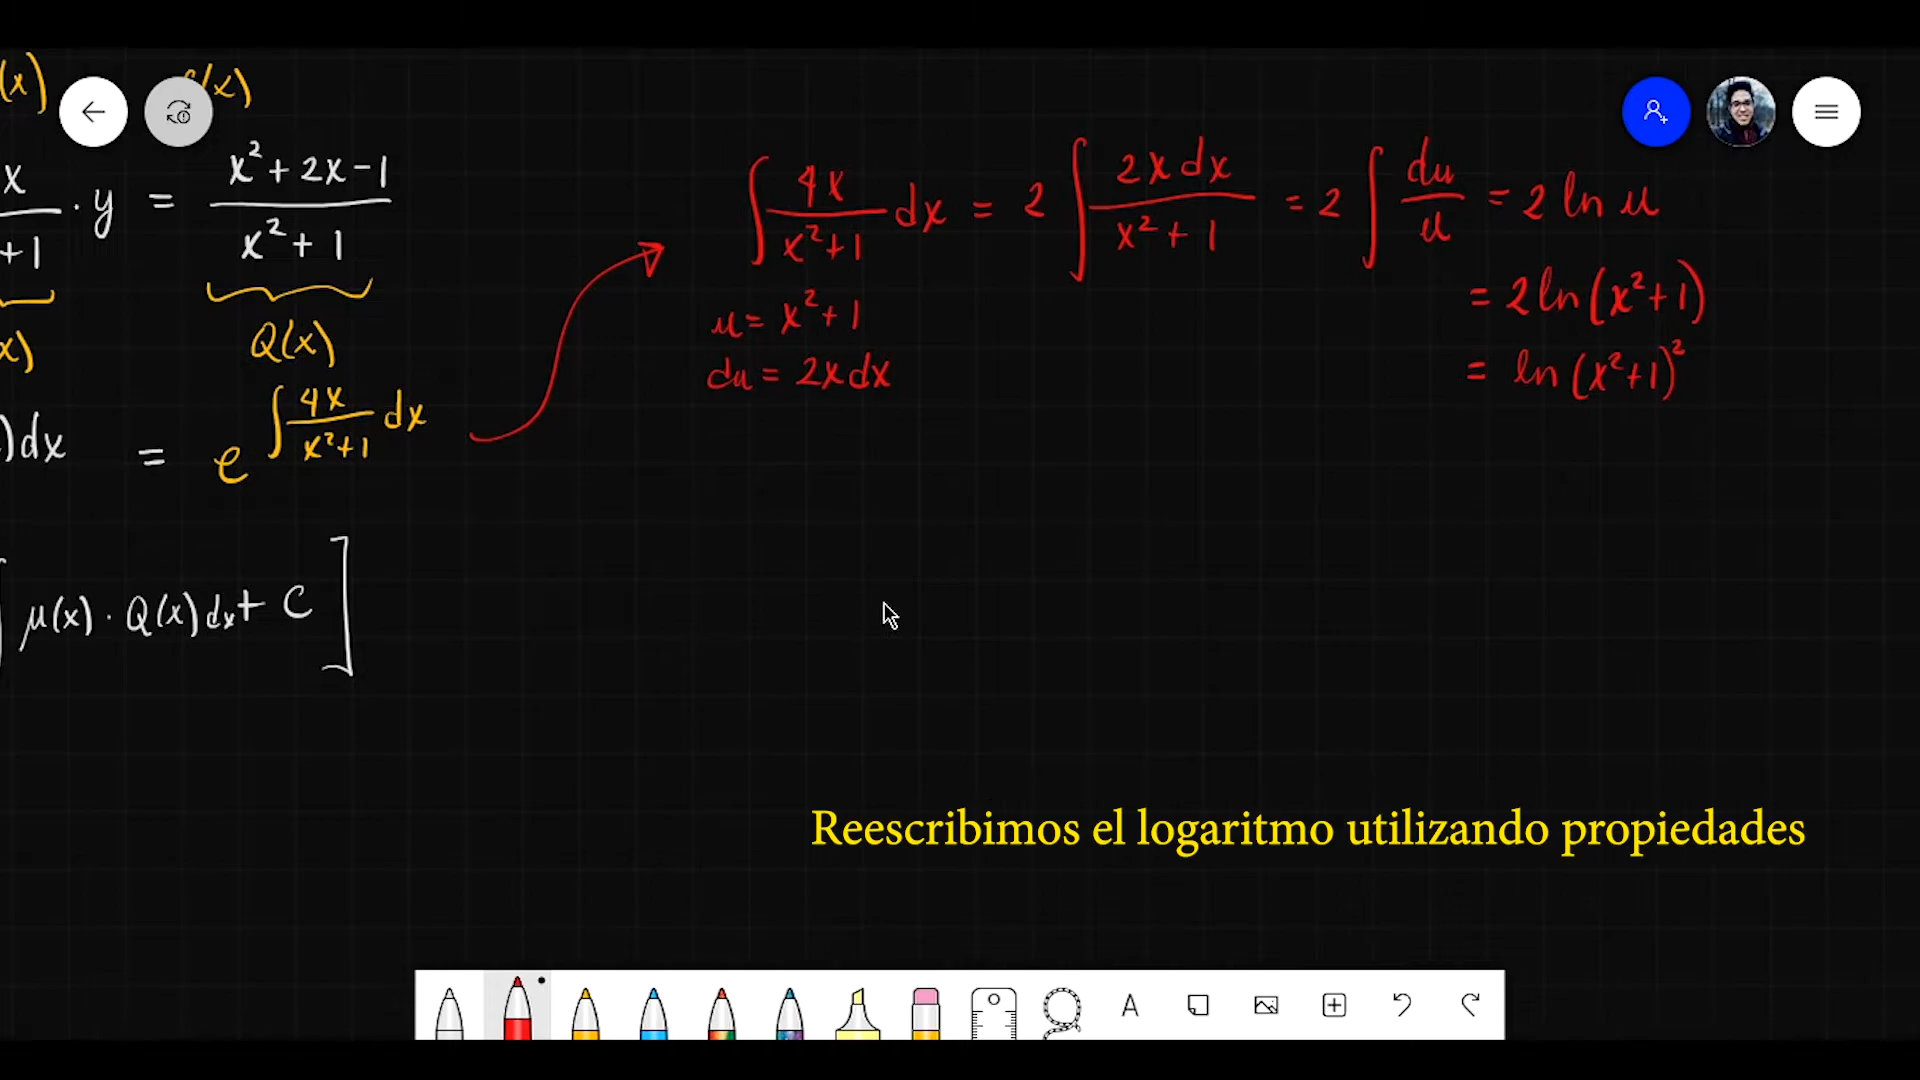 (x)
(x)
x/+1 · y = (x²+2x-1)/(x²+1)
x)
Q(x)
)dx = e^∫ 4x/(x²+1) dx
μ(x) · Q(x)dx + C ]
∫ 4x/(x²+1) dx = 2 ∫ 2x dx/(x²+1) = 2 ∫ du/u = 2 ln u
u = x²+1
du = 2x dx
= 2 ln (x²+1)
= ln (x²+1)²
Reescribimos el logaritmo utilizando propiedades
A